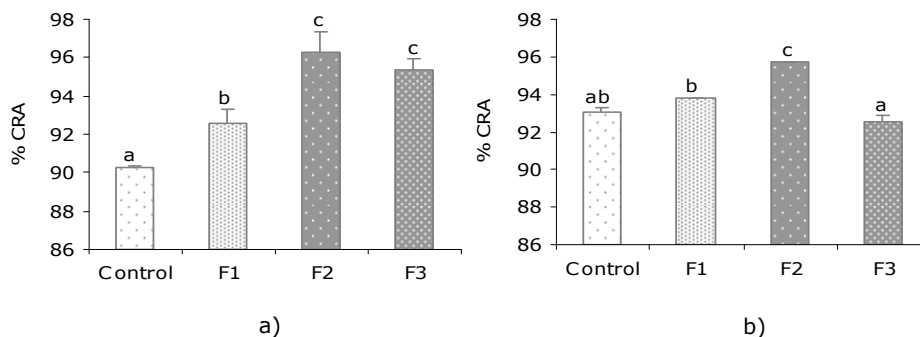 98
96
94
92
90
88
86
% CRA
a
b
c
c
Control F1 F2 F3
a)
98
96
94
92
90
88
86
% CRA
ab
b
c
a
Control F1 F2 F3
b)